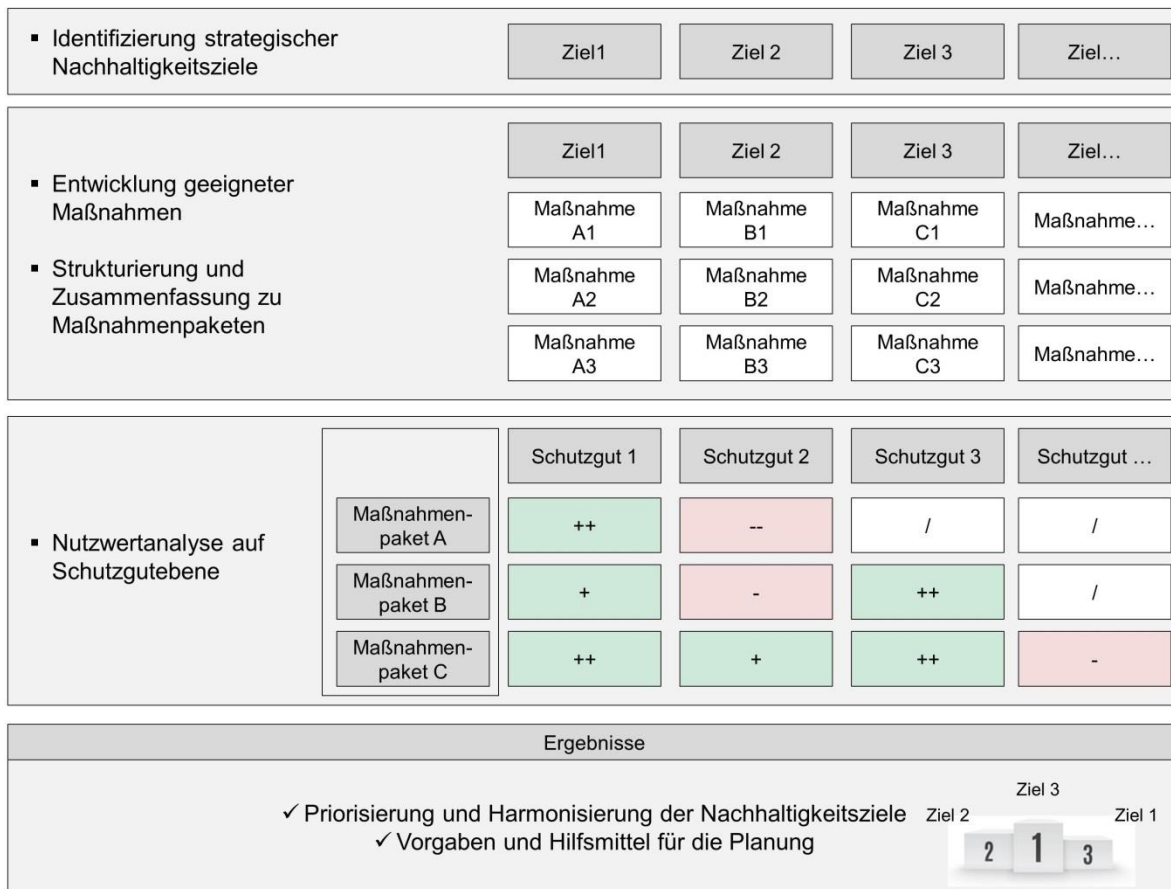 ▪ Identifizierung strategischer
Nachhaltigkeitsziele
Ziel1
Ziel 2
Ziel 3
Ziel…
▪ Entwicklung geeigneter
Maßnahmen
▪ Strukturierung und
Zusammenfassung zu
Maßnahmenpaketen
Ziel1
Ziel 2
Ziel 3
Ziel…
Maßnahme
A1
Maßnahme
B1
Maßnahme
C1
Maßnahme…
Maßnahme
A2
Maßnahme
B2
Maßnahme
C2
Maßnahme…
Maßnahme
A3
Maßnahme
B3
Maßnahme
C3
Maßnahme…
▪ Nutzwertanalyse auf
Schutzgutebene
Schutzgut 1
Schutzgut 2
Schutzgut 3
Schutzgut …
Maßnahmen-
paket A
++
--
/
/
Maßnahmen-
paket B
+
-
++
/
Maßnahmen-
paket C
++
+
++
-
Ergebnisse
✓ Priorisierung und Harmonisierung der Nachhaltigkeitsziele
✓ Vorgaben und Hilfsmittel für die Planung
Ziel 3
Ziel 2
Ziel 1
2
1
3